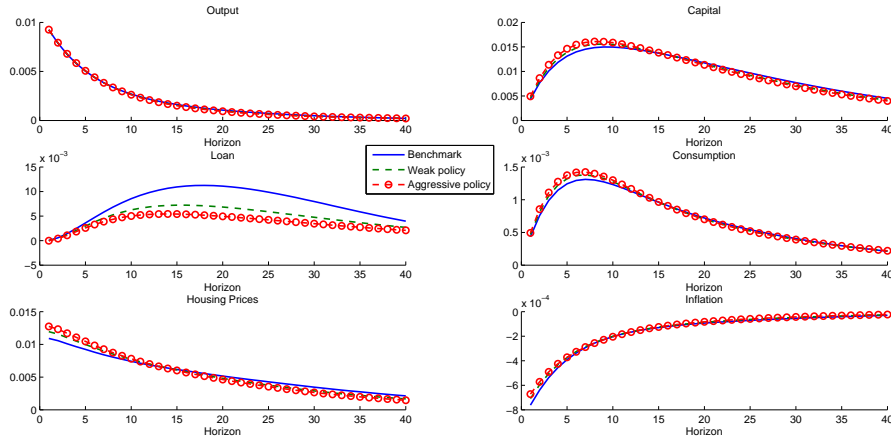 Output
0.01
0.005
0
0 5 10 15 20 25 30 35 40
Horizon
Capital
0.02
0.015
0.01
0.005
0
0 5 10 15 20 25 30 35 40
Horizon
Loan
x 10⁻³
15
10
5
0
−5
0 5 10 15 20 25 30 35 40
Horizon
Benchmark
Weak policy
Aggressive policy
Consumption
x 10⁻³
1.5
1
0.5
0
0 5 10 15 20 25 30 35 40
Horizon
Housing Prices
0.015
0.01
0.005
0
0 5 10 15 20 25 30 35 40
Horizon
Inflation
x 10⁻⁴
0
−2
−4
−6
−8
0 5 10 15 20 25 30 35 40
Horizon